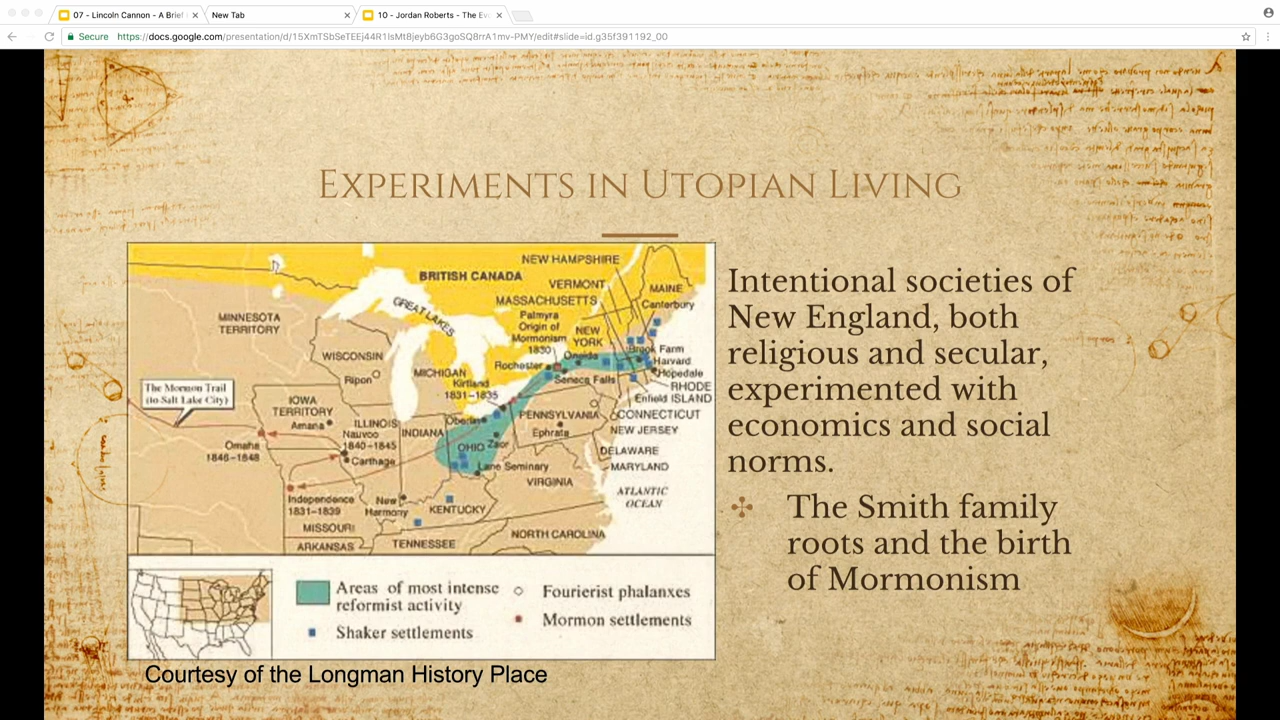 07 - Lincoln Cannon - A Brief
New Tab
10 - Jordan Roberts - The Ev
Secure https://docs.google.com/presentation/d/15XmTSbSeTEEj44R1IsMt8jeyb6G3goSQ8rrA1mv-PMY/edit#slide=id.g35f391192_00
EXPERIMENTS IN UTOPIAN LIVING
BRITISH CANADA
NEW HAMPSHIRE
VERMONT
MAINE
MASSACHUSETTS
Canterbury
GREAT LAKES
MINNESOTA
TERRITORY
Palmyra
Origin of
Mormonism
1830
NEW
YORK
WISCONSIN
Ripon
MICHIGAN
Rochester
Oneida
Brook Farm
Harvard
Hopedale
Kirtland
1831–1835
Seneca Falls
RHODE
ISLAND
Enfield
The Mormon Trail
(to Salt Lake City)
IOWA
TERRITORY
Amana
ILLINOIS
INDIANA
Oberlin
PENNSYLVANIA
CONNECTICUT
NEW JERSEY
Nauvoo
1840–1845
Carthage
Omaha
1846–1848
OHIO
Zoar
Ephrata
DELAWARE
MARYLAND
Lane Seminary
VIRGINIA
ATLANTIC
OCEAN
Independence
1831–1839
New
Harmony
KENTUCKY
MISSOURI
ARKANSAS
TENNESSEE
NORTH CAROLINA
Areas of most intense
reformist activity
Shaker settlements
Fourierist phalanxes
Mormon settlements
Courtesy of the Longman History Place
Intentional societies of
New England, both
religious and secular,
experimented with
economics and social
norms.
The Smith family
roots and the birth
of Mormonism